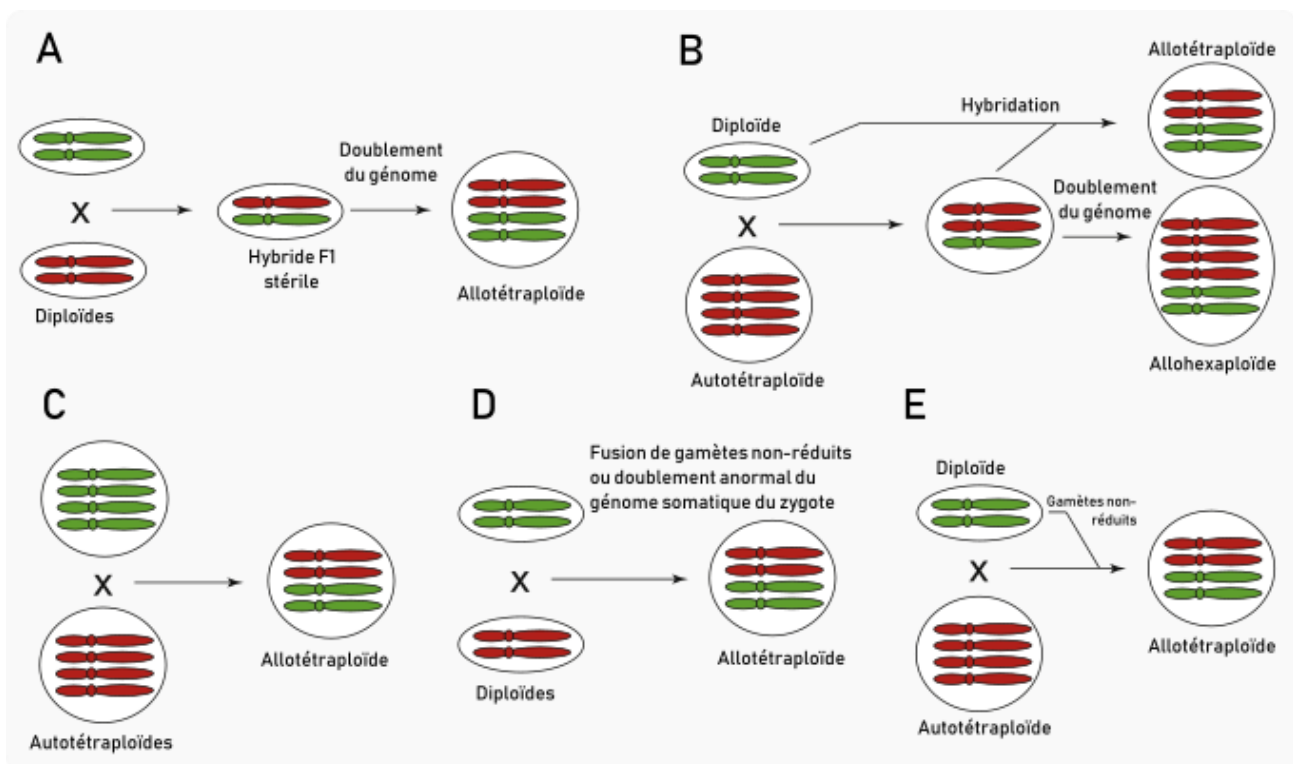 A
X
Diploïdes
Hybride F1
stérile
Doublement
du génome
Allotétraploïde
B
Diploïde
X
Autotétraploïde
Hybridation
Doublement
du génome
Allotétraploïde
Allohexaploïde
C
X
Autotétraploïdes
Allotétraploïde
D
Fusion de gamètes non-réduits
ou doublement anormal du
génome somatique du zygote
X
Diploïdes
Allotétraploïde
E
Diploïde
Gamètes non-
réduits
X
Autotétraploïde
Allotétraploïde